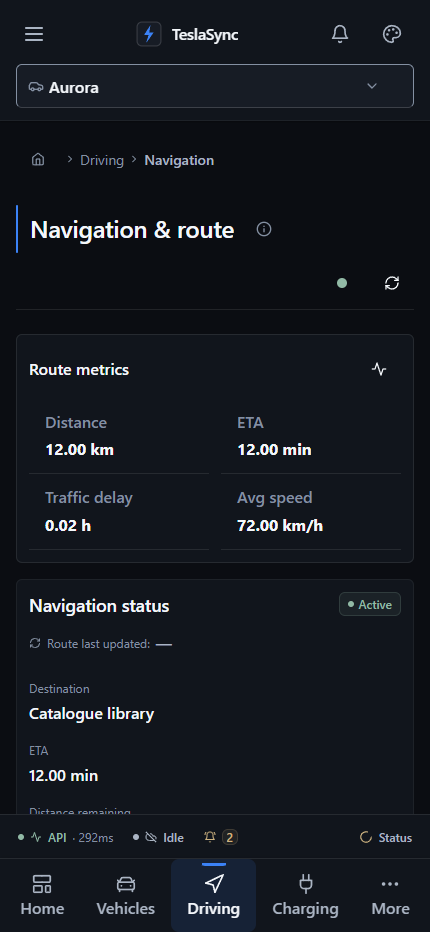 TeslaSync
Aurora
Driving Navigation
Navigation & route
Route metrics
Distance ETA
12.00 km 12.00 min
Traffic delay Avg speed
0.02 h 72.00 km/h
Navigation status Active
Route last updated: —
Destination
Catalogue library
ETA
12.00 min
Distance remaining
API · 292ms Idle 2 Status
Home Vehicles Driving Charging More